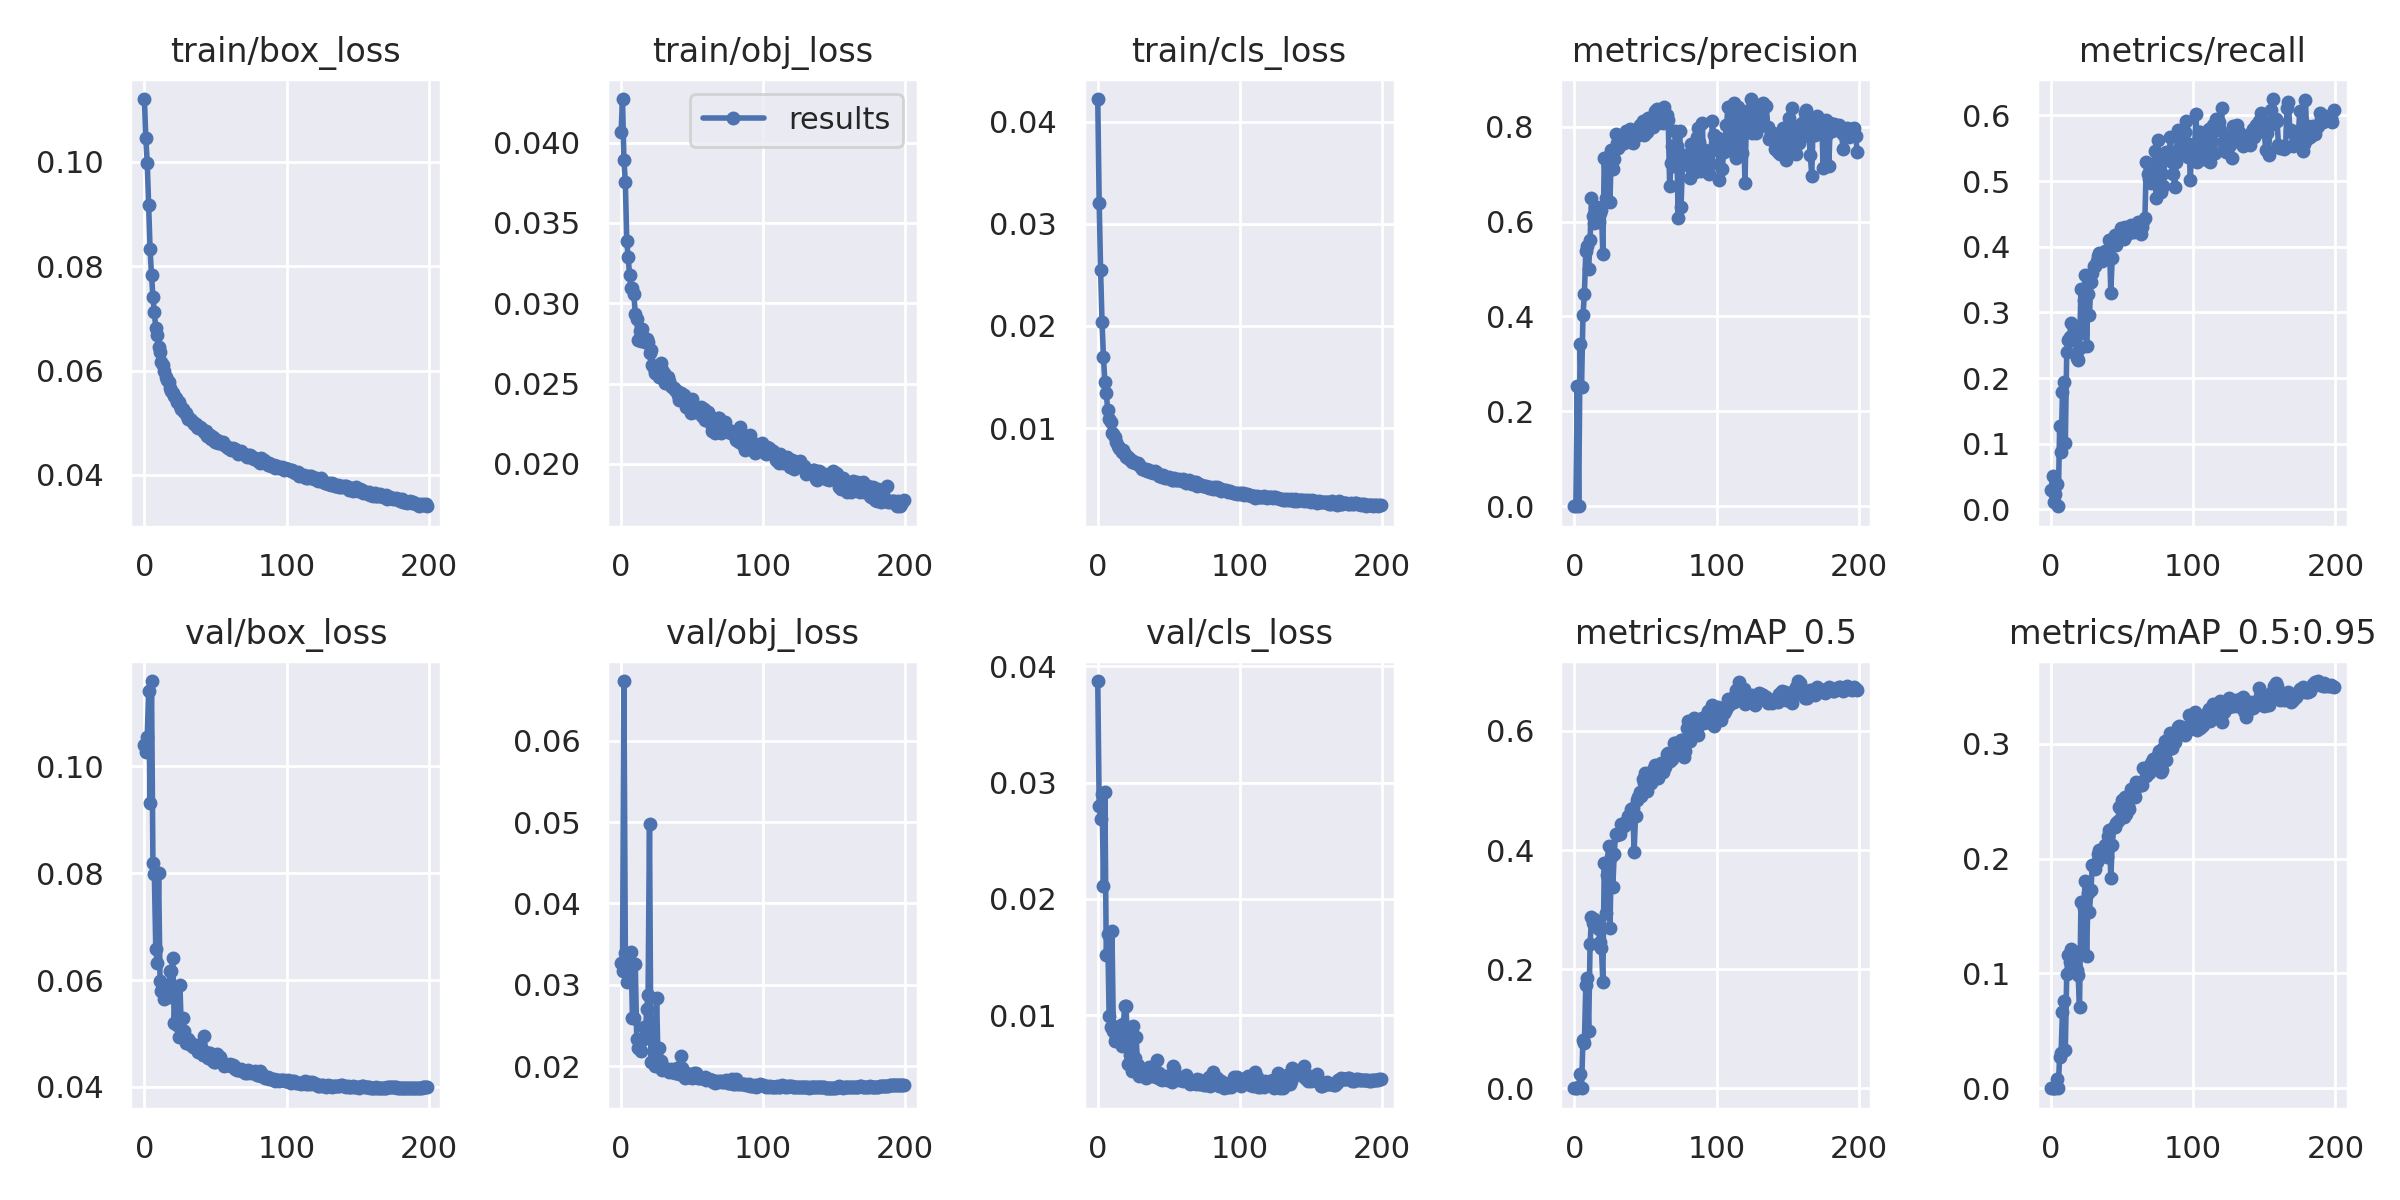 train/box_loss
train/obj_loss
train/cls_loss
metrics/precision
metrics/recall
results
0.10
0.08
0.06
0.04
0 100 200
0.040
0.035
0.030
0.025
0.020
0 100 200
0.04
0.03
0.02
0.01
0 100 200
0.8
0.6
0.4
0.2
0.0
0 100 200
0.6
0.5
0.4
0.3
0.2
0.1
0.0
0 100 200
val/box_loss
val/obj_loss
val/cls_loss
metrics/mAP_0.5
metrics/mAP_0.5:0.95
0.10
0.08
0.06
0.04
0 100 200
0.06
0.05
0.04
0.03
0.02
0 100 200
0.04
0.03
0.02
0.01
0 100 200
0.6
0.4
0.2
0.0
0 100 200
0.3
0.2
0.1
0.0
0 100 200